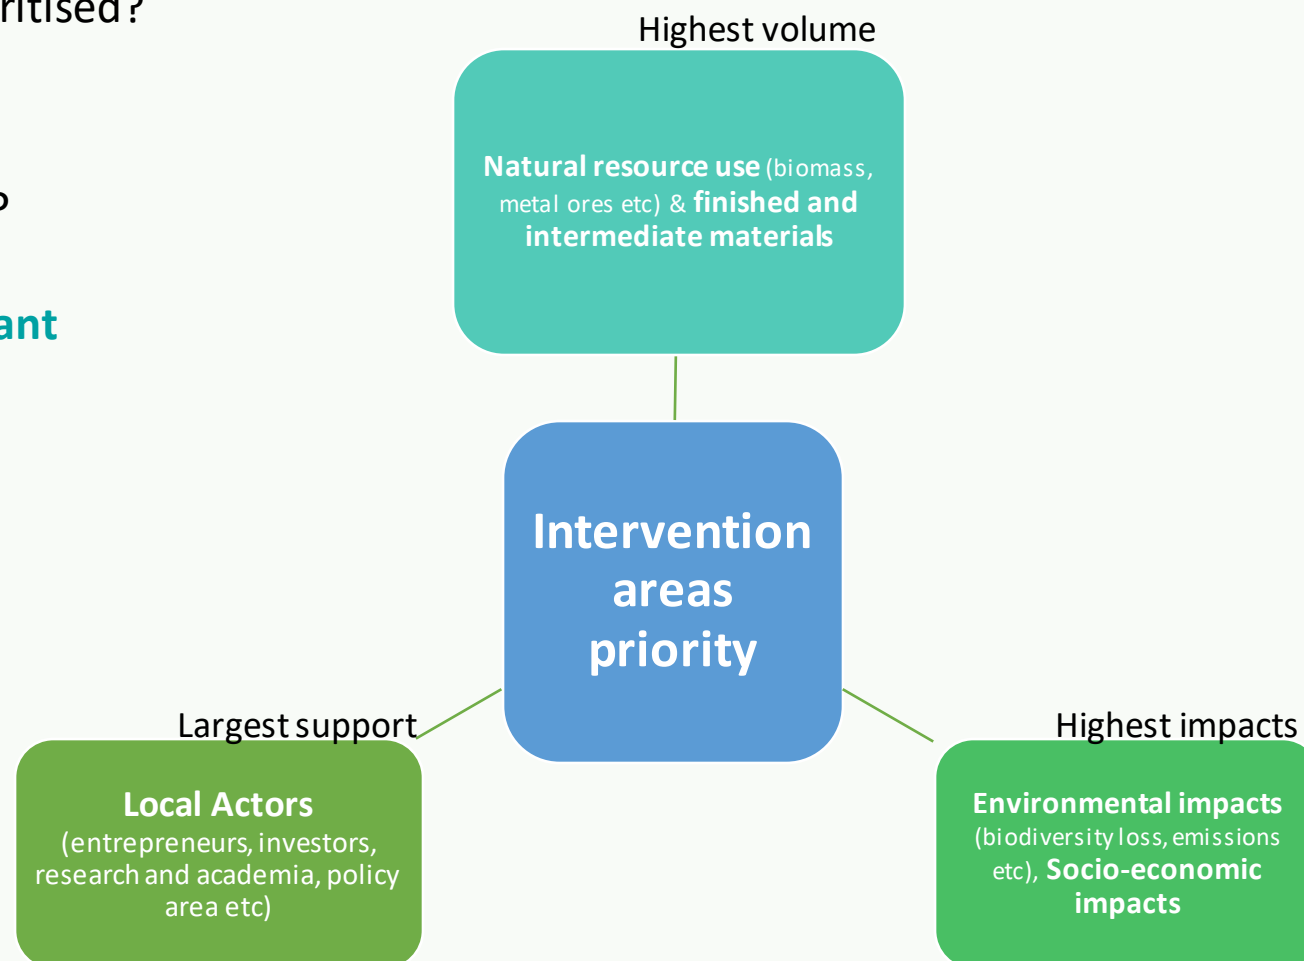 ritised?
Highest volume
Natural resource use (biomass,
metal ores etc) & finished and
intermediate materials
?
ant
Intervention
areas
priority
Largest support
Local Actors
(entrepreneurs, investors,
research and academia, policy
area etc)
Highest impacts
Environmental impacts
(biodiversity loss, emissions
etc), Socio-economic
impacts